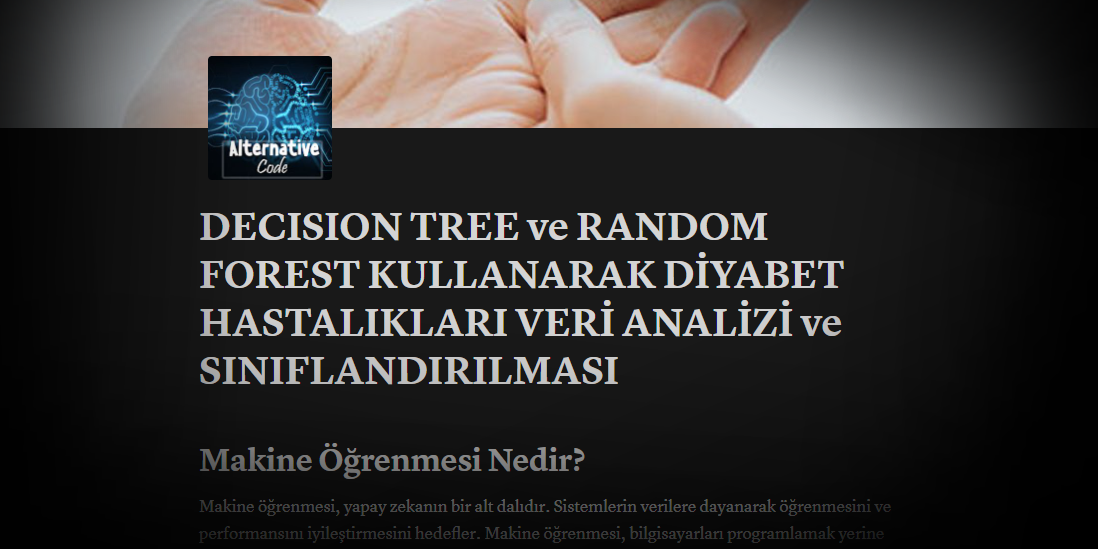 Alternative
Code
DECISION TREE ve RANDOM
FOREST KULLANARAK DİYABET
HASTALIKLARI VERİ ANALİZİ ve
SINIFLANDIRILMASI
Makine Öğrenmesi Nedir?
Makine öğrenmesi, yapay zekanın bir alt dalıdır. Sistemlerin verilere dayanarak öğrenmesini ve
performansını iyileştirmesini hedefler. Makine öğrenmesi, bilgisayarları programlamak yerine